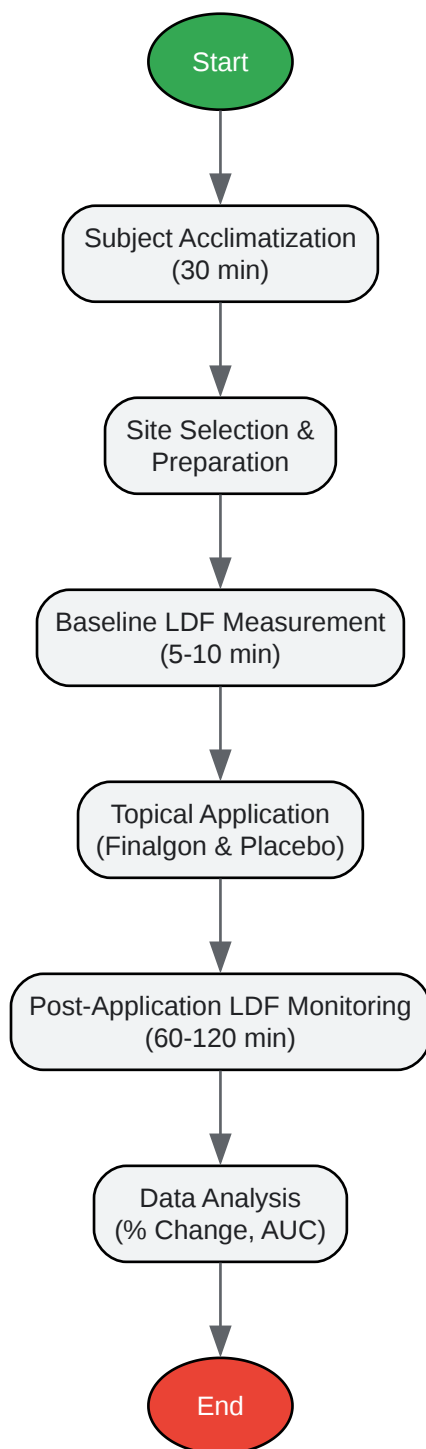 Start
Subject Acclimatization
(30 min)
Site Selection &
Preparation
Baseline LDF Measurement
(5-10 min)
Topical Application
(Finalgon & Placebo)
Post-Application LDF Monitoring
(60-120 min)
Data Analysis
(% Change, AUC)
End